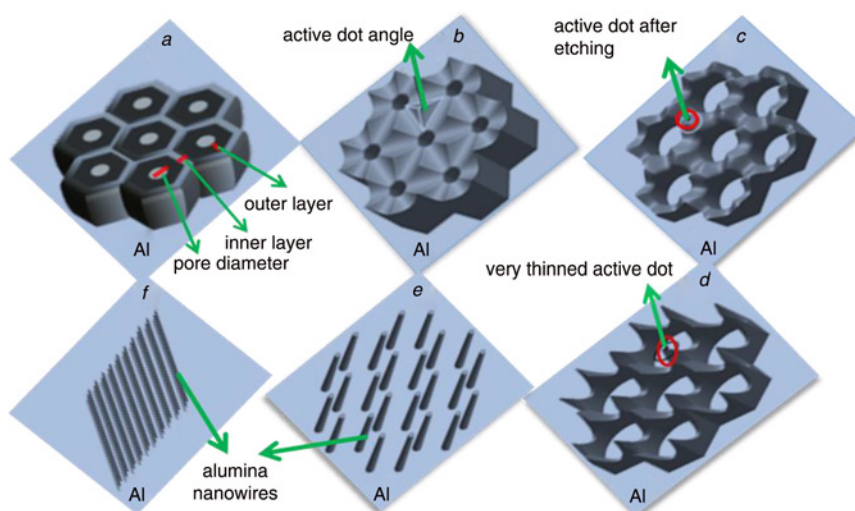 a
outer layer
inner layer
pore diameter
Al
active dot angle
b
active dot after
etching
c
Al
f
Al
alumina
nanowires
e
Al
very thinned active dot
d
Al